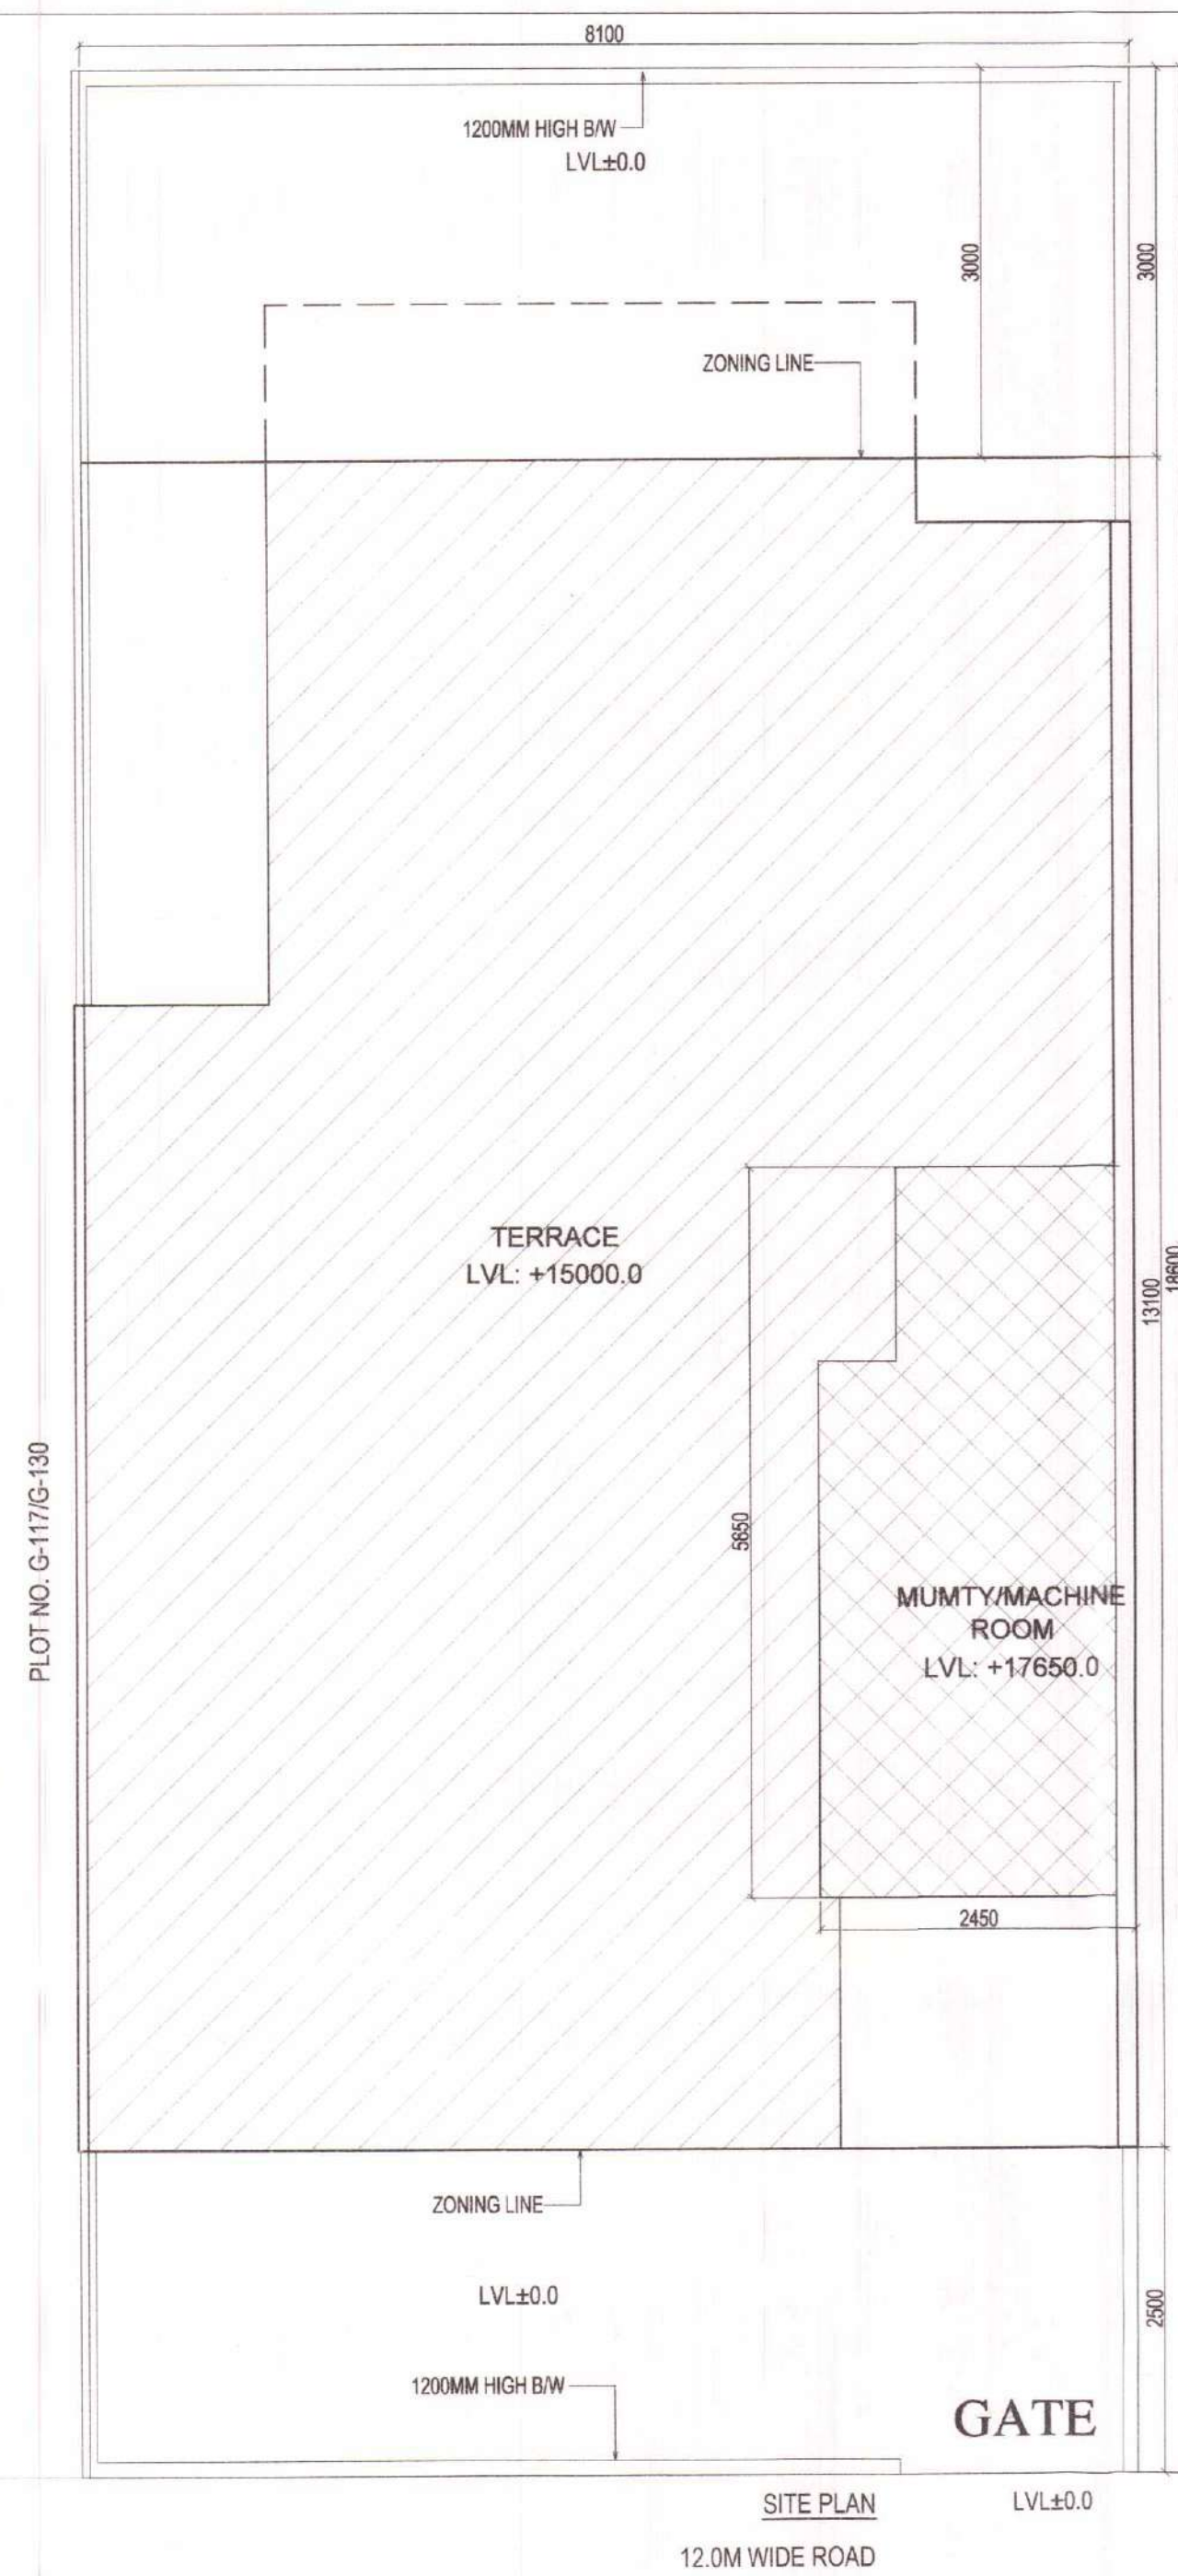 8100
1200MM HIGH B/W
LVL±0.0
3000
3000
ZONING LINE
TERRACE
LVL: +15000.0
13100
18600
PLOT NO. G-117/G-130
5650
MUMTY/MACHINE
ROOM
LVL: +17650.0
2450
ZONING LINE
LVL±0.0
2500
1200MM HIGH B/W
GATE
SITE PLAN
LVL±0.0
12.0M WIDE ROAD